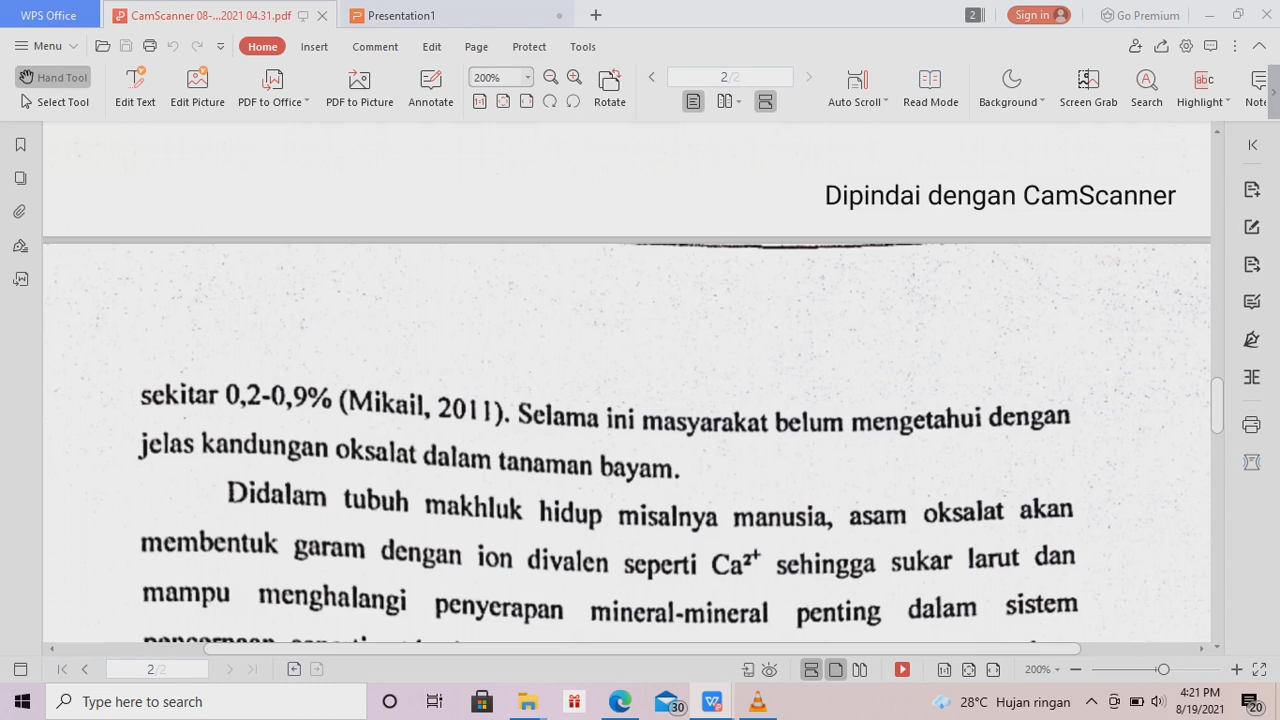 WPS Office
CamScanner 08-...2021 04.31.pdf
Presentation1
2
Sign in
Go Premium
Menu
Home
Insert
Comment
Edit
Page
Protect
Tools
Hand Tool
Select Tool
Edit Text
Edit Picture
PDF to Office
PDF to Picture
Annotate
200%
Rotate
2/2
Auto Scroll
Read Mode
Background
Screen Grab
Search
Highlight
Note
Dipindai dengan CamScanner
sekitar 0,2-0,9% (Mikail, 2011). Selama ini masyarakat belum mengetahui dengan
jelas kandungan oksalat dalam tanaman bayam.
Didalam tubuh makhluk hidup misalnya manusia, asam oksalat akan
membentuk garam dengan ion divalen seperti Ca²⁺ sehingga sukar larut dan
mampu menghalangi penyerapan mineral-mineral penting dalam sistem
2/2
200%
Type here to search
30
28°C Hujan ringan
4:21 PM
8/19/2021
20